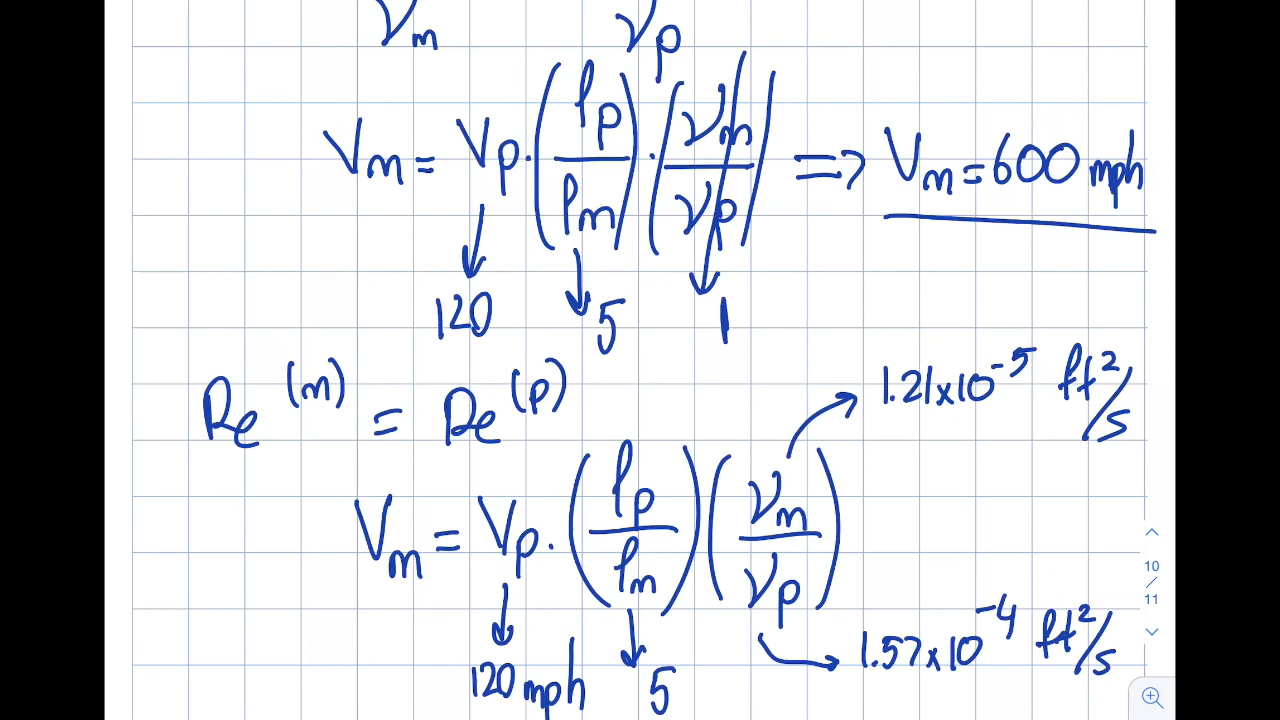 νm νp
Vm = Vp · (lp/lm) · (νm/νp) => Vm = 600 mph
120 5 1
Re(m) = Re(p) 1.21x10⁻⁵ ft²/s
Vm = Vp · (lp/lm) (νm/νp)
120 mph 5 1.57x10⁻⁴ ft²/s
10
/
11